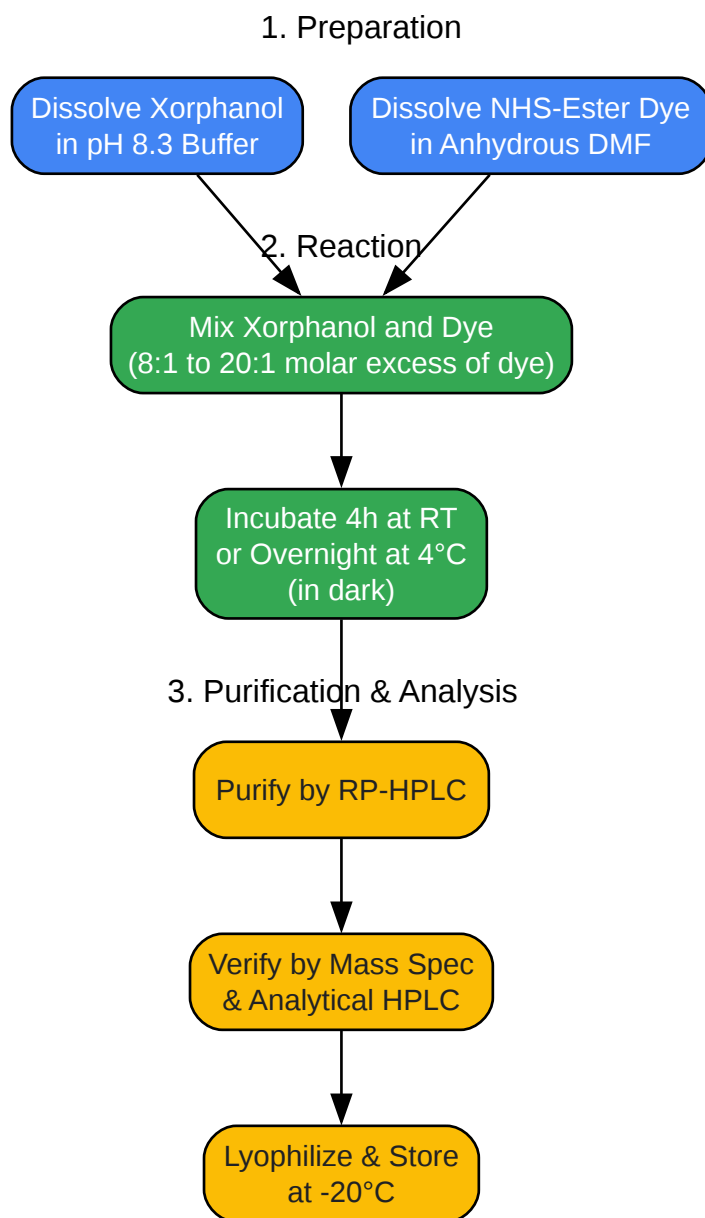 1. Preparation
Dissolve Xorphanol
in pH 8.3 Buffer
Dissolve NHS-Ester Dye
in Anhydrous DMF
2. Reaction
Mix Xorphanol and Dye
(8:1 to 20:1 molar excess of dye)
Incubate 4h at RT
or Overnight at 4°C
(in dark)
3. Purification & Analysis
Purify by RP-HPLC
Verify by Mass Spec
& Analytical HPLC
Lyophilize & Store
at -20°C